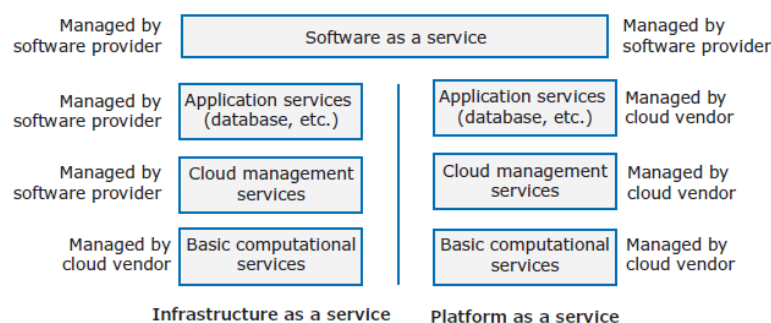 Managed by
software provider
Software as a service
Managed by
software provider
Managed by
software provider
Application services
(database, etc.)
Application services
(database, etc.)
Managed by
cloud vendor
Managed by
software provider
Cloud management
services
Cloud management
services
Managed by
cloud vendor
Managed by
cloud vendor
Basic computational
services
Basic computational
services
Managed by
cloud vendor
Infrastructure as a service
Platform as a service